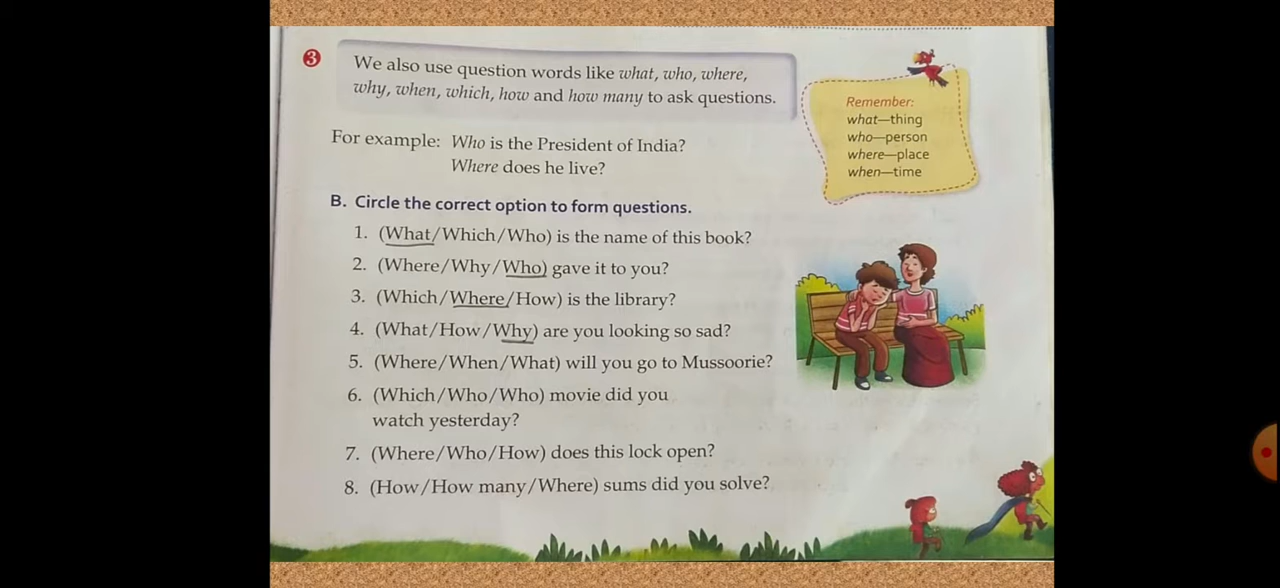 3 We also use question words like what, who, where,
why, when, which, how and how many to ask questions.
Remember:
what—thing
who—person
where—place
when—time
For example: Who is the President of India?
Where does he live?
B. Circle the correct option to form questions.
1. (What/Which/Who) is the name of this book?
2. (Where/Why/Who) gave it to you?
3. (Which/Where/How) is the library?
4. (What/How/Why) are you looking so sad?
5. (Where/When/What) will you go to Mussoorie?
6. (Which/Who/Who) movie did you
watch yesterday?
7. (Where/Who/How) does this lock open?
8. (How/How many/Where) sums did you solve?